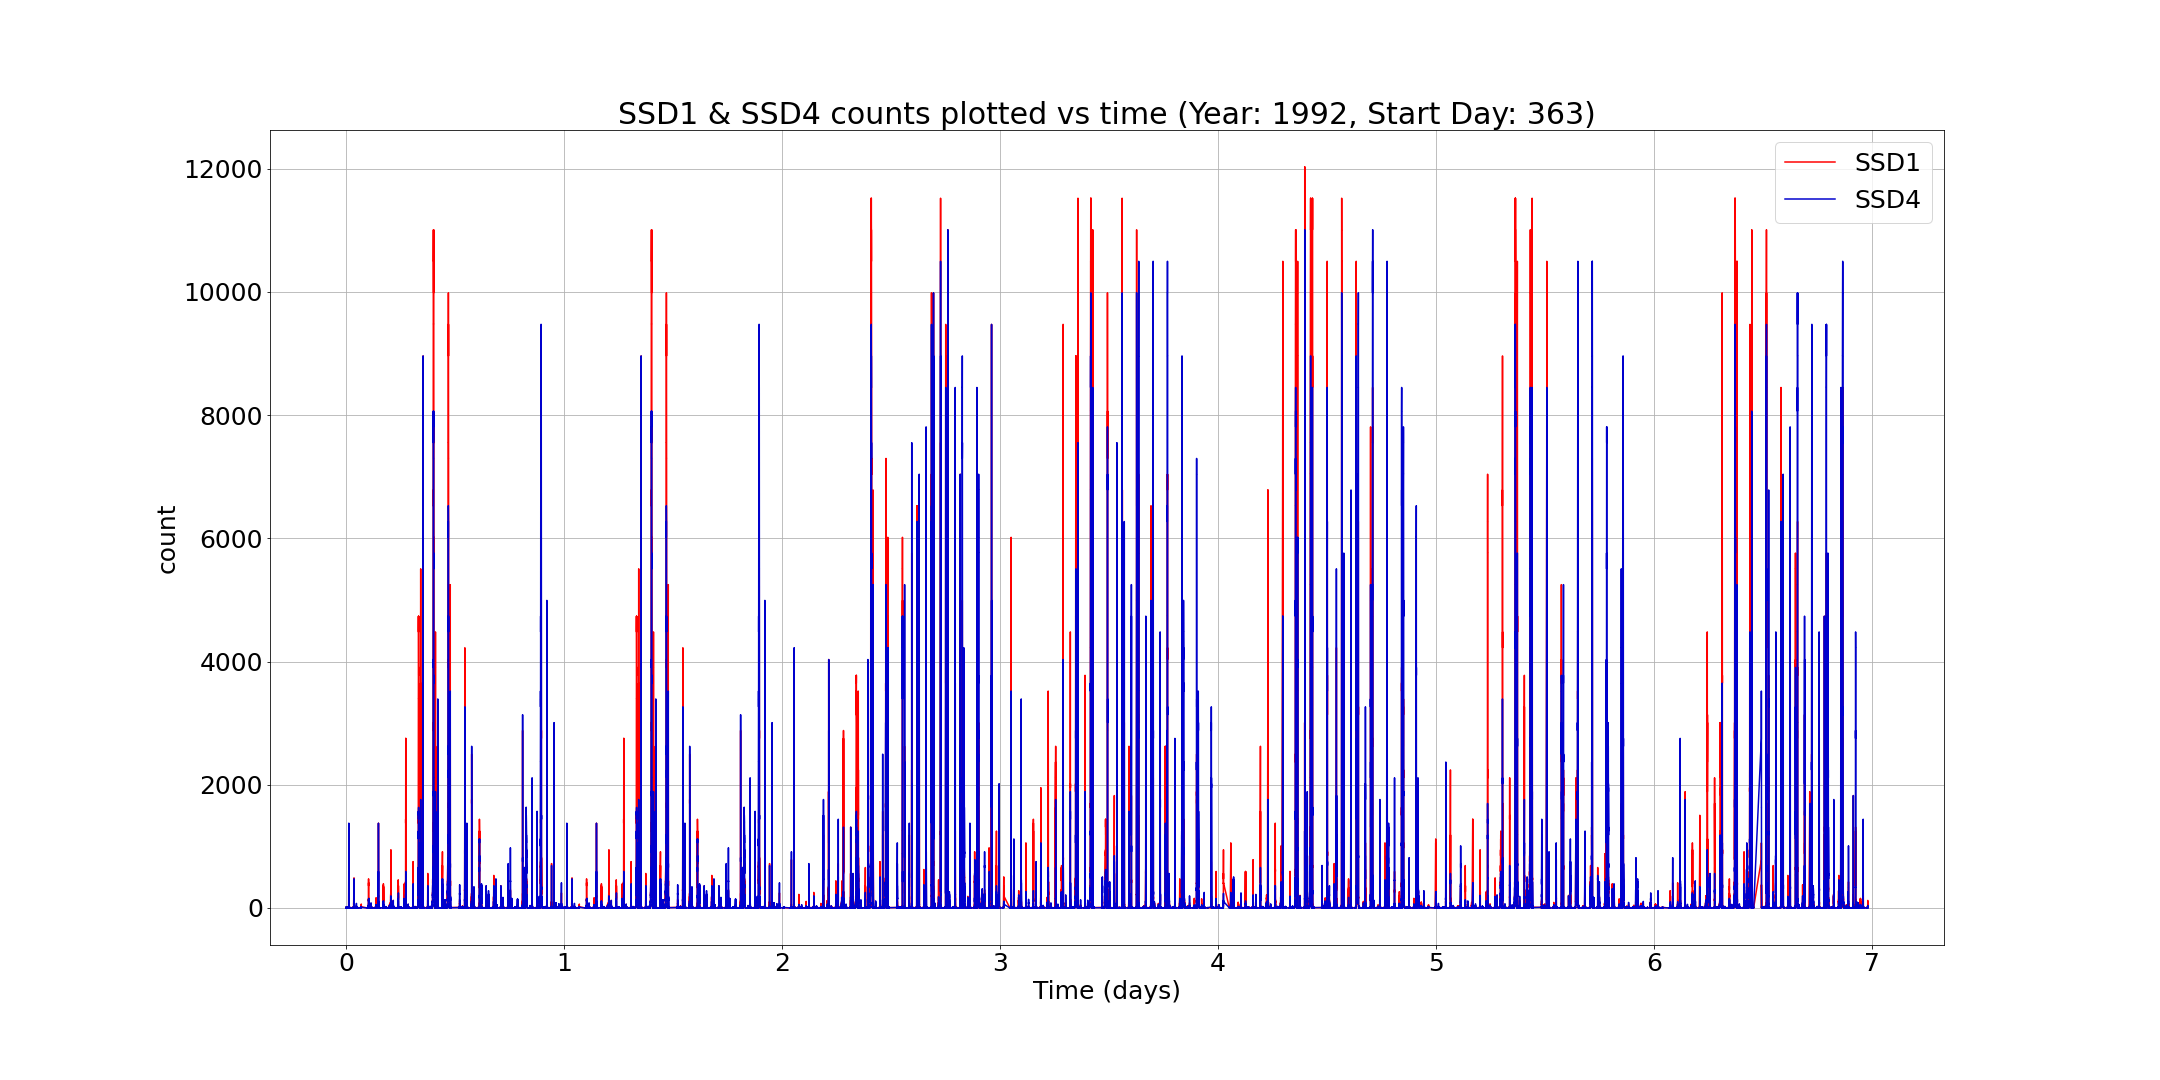 SSD1 & SSD4 counts plotted vs time (Year: 1992, Start Day: 363)
SSD1
SSD4
12000
10000
8000
6000
4000
2000
0
count
0 1 2 3 4 5 6 7
Time (days)